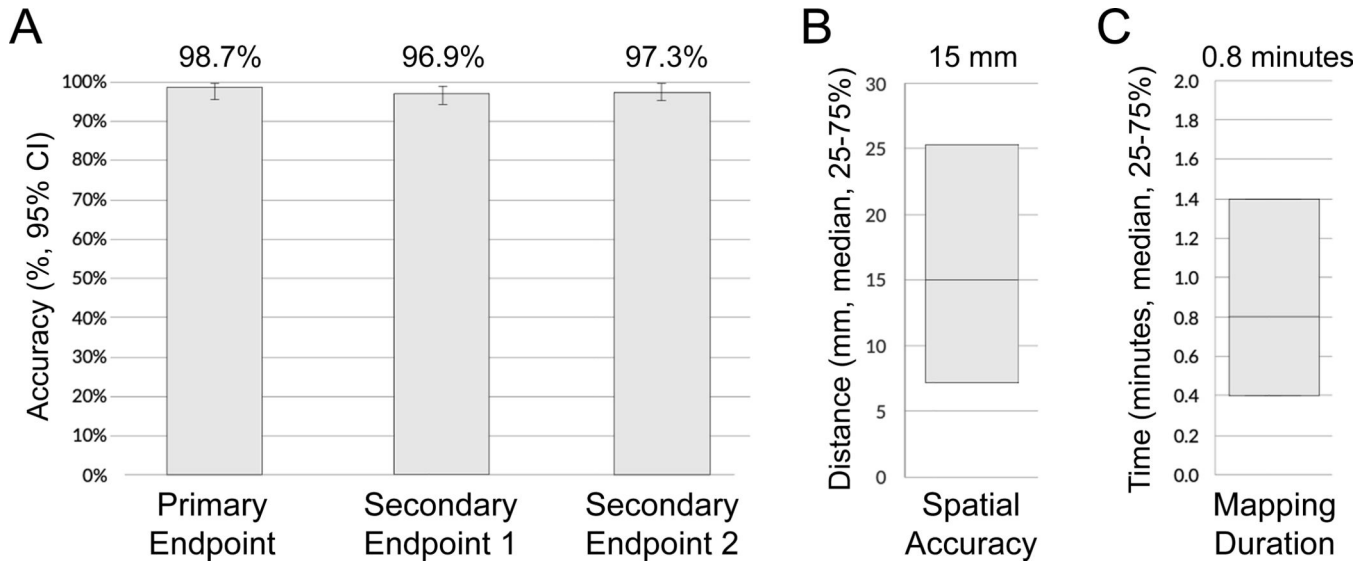 A
98.7%
96.9%
97.3%
Accuracy (%, 95% CI)
100%
90%
80%
70%
60%
50%
40%
30%
20%
10%
0%
Primary
Endpoint
Secondary
Endpoint 1
Secondary
Endpoint 2
B
15 mm
Distance (mm, median, 25-75%)
30
25
20
15
10
5
0
Spatial
Accuracy
C
0.8 minutes
Time (minutes, median, 25-75%)
2.0
1.8
1.6
1.4
1.2
1.0
0.8
0.6
0.4
0.2
0.0
Mapping
Duration